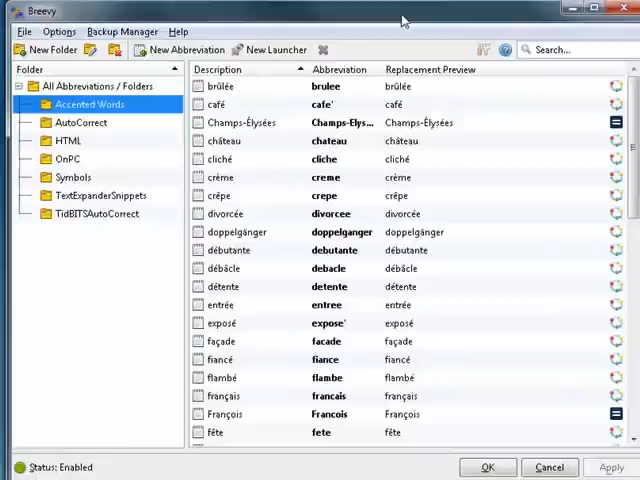 Breevy
File Options Backup Manager Help
New Folder New Abbreviation New Launcher Search...
Folder Description Abbreviation Replacement Preview
All Abbreviations / Folders
Accented Words
AutoCorrect
HTML
OnPC
Symbols
TextExpanderSnippets
TidBITSAutoCorrect
brûlée brulee brûlée
café cafe' café
Champs-Élysées Champs-Elys... Champs-Élysées
château chateau château
cliché cliche cliché
crème creme crème
crêpe crepe crêpe
divorcée divorcee divorcée
doppelgänger doppelganger doppelgänger
débutante debutante débutante
débâcle debacle débâcle
détente detente détente
entrée entree entrée
exposé expose' exposé
façade facade façade
fiancé fiance fiancé
flambé flambe flambé
français francais français
François Francois François
fête fete fête
Status: Enabled OK Cancel Apply